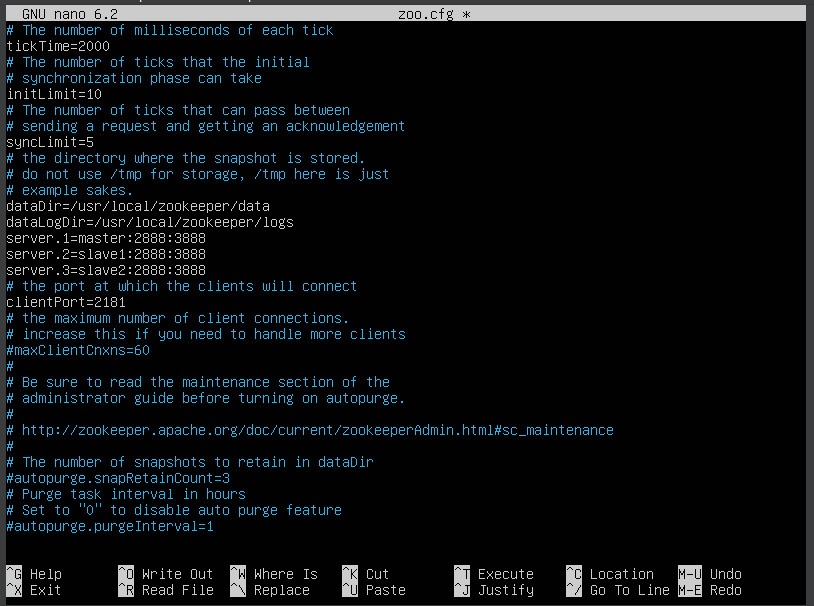 GNU nano 6.2 zoo.cfg *
# The number of milliseconds of each tick
tickTime=2000
# The number of ticks that the initial
# synchronization phase can take
initLimit=10
# The number of ticks that can pass between
# sending a request and getting an acknowledgement
syncLimit=5
# the directory where the snapshot is stored.
# do not use /tmp for storage, /tmp here is just
# example sakes.
dataDir=/usr/local/zookeeper/data
dataLogDir=/usr/local/zookeeper/logs
server.1=master:2888:3888
server.2=slave1:2888:3888
server.3=slave2:2888:3888
# the port at which the clients will connect
clientPort=2181
# the maximum number of client connections.
# increase this if you need to handle more clients
#maxClientCnxns=60
#
# Be sure to read the maintenance section of the
# administrator guide before turning on autopurge.
#
# http://zookeeper.apache.org/doc/current/zookeeperAdmin.html#sc_maintenance
#
# The number of snapshots to retain in dataDir
#autopurge.snapRetainCount=3
# Purge task interval in hours
# Set to "0" to disable auto purge feature
#autopurge.purgeInterval=1
^G Help ^O Write Out ^W Where Is ^K Cut ^T Execute ^C Location M-U Undo
^X Exit ^R Read File ^\ Replace ^U Paste ^J Justify ^/ Go To Line M-E Redo